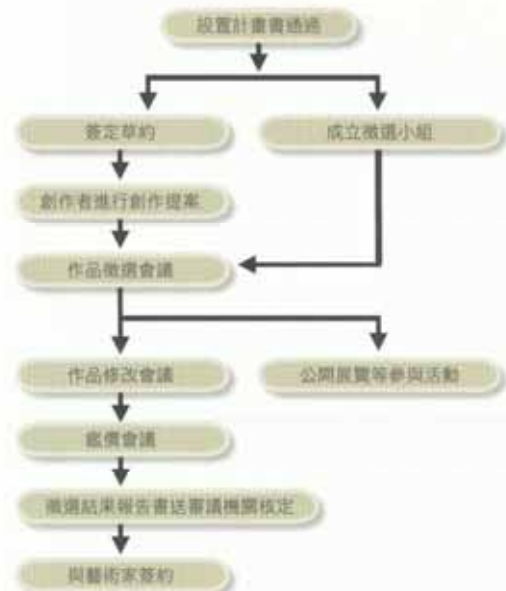 設置計畫書通過
簽定草約
成立徵選小組
創作者進行創作提案
作品徵選會議
作品修改會議
公開展覽等參與活動
鑑價會議
徵選結果報告書送審議機關核定
與藝術家簽約